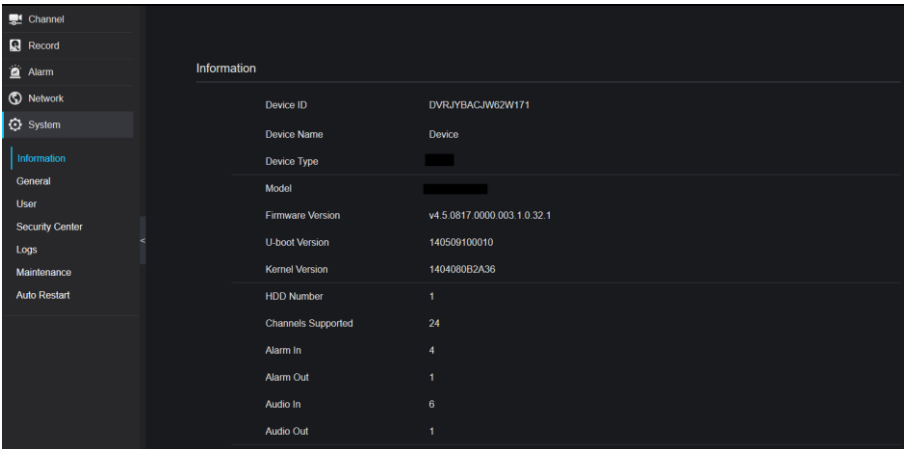 Channel
Record
Alarm
Network
System
Information
General
User
Security Center
Logs
Maintenance
Auto Restart
<
Information
Device ID DVRJYBACJW62W171
Device Name Device
Device Type
Model
Firmware Version v4.5.0817.0000.003.1.0.32.1
U-boot Version 140509100010
Kernel Version 1404080B2A36
HDD Number 1
Channels Supported 24
Alarm In 4
Alarm Out 1
Audio In 6
Audio Out 1